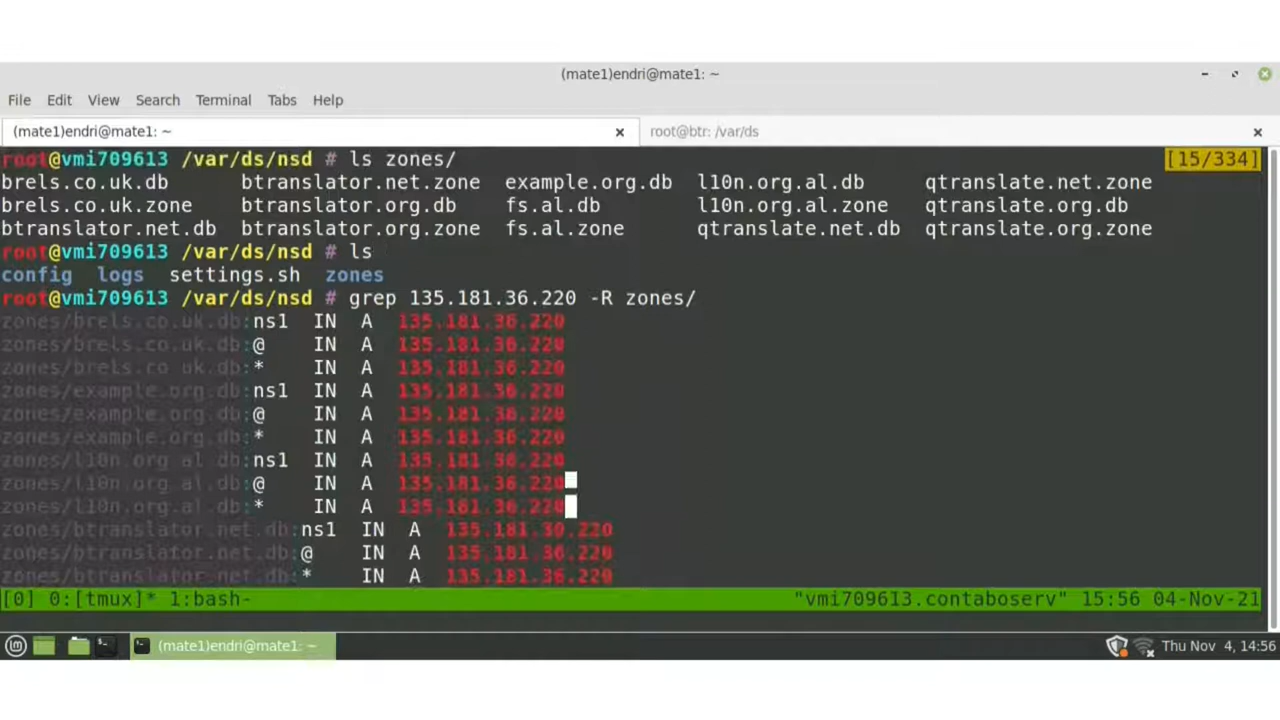 (mate1)endri@mate1: ~
File Edit View Search Terminal Tabs Help
(mate1)endri@mate1: ~ × root@btr: /var/ds ×
root@vmi709613 /var/ds/nsd # ls zones/ [15/334]
brels.co.uk.db btranslator.net.zone example.org.db l10n.org.al.db qtranslate.net.zone
brels.co.uk.zone btranslator.org.db fs.al.db l10n.org.al.zone qtranslate.org.db
btranslator.net.db btranslator.org.zone fs.al.zone qtranslate.net.db qtranslate.org.zone
root@vmi709613 /var/ds/nsd # ls
config logs settings.sh zones
root@vmi709613 /var/ds/nsd # grep 135.181.36.220 -R zones/
zones/brels.co.uk.db:ns1 IN A 135.181.36.220
zones/brels.co.uk.db:@ IN A 135.181.36.220
zones/brels.co.uk.db:* IN A 135.181.36.220
zones/example.org.db:ns1 IN A 135.181.36.220
zones/example.org.db:@ IN A 135.181.36.220
zones/example.org.db:* IN A 135.181.36.220
zones/l10n.org.al.db:ns1 IN A 135.181.36.220
zones/l10n.org.al.db:@ IN A 135.181.36.220
zones/l10n.org.al.db:* IN A 135.181.36.220
zones/btranslator.net.db:ns1 IN A 135.181.36.220
zones/btranslator.net.db:@ IN A 135.181.36.220
zones/btranslator.net.db:* IN A 135.181.36.220
[0] 0:[tmux]* 1:bash- "vmi709613.contaboserv" 15:56 04-Nov-21
(mate1)endri@mate1: ~ Thu Nov 4, 14:56